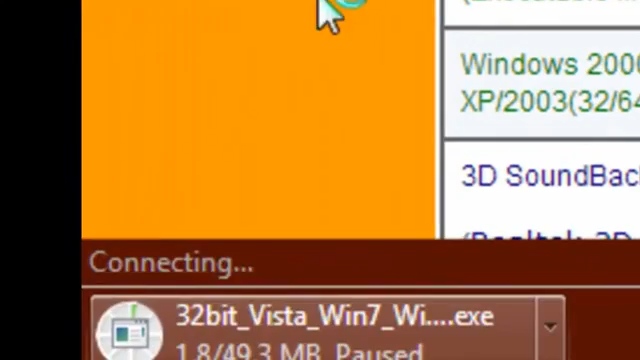 Windows 200
XP/2003(32/64
3D SoundBac
Connecting...
32bit_Vista_Win7_Wi....exe
1.8/49.3 MB, Paused